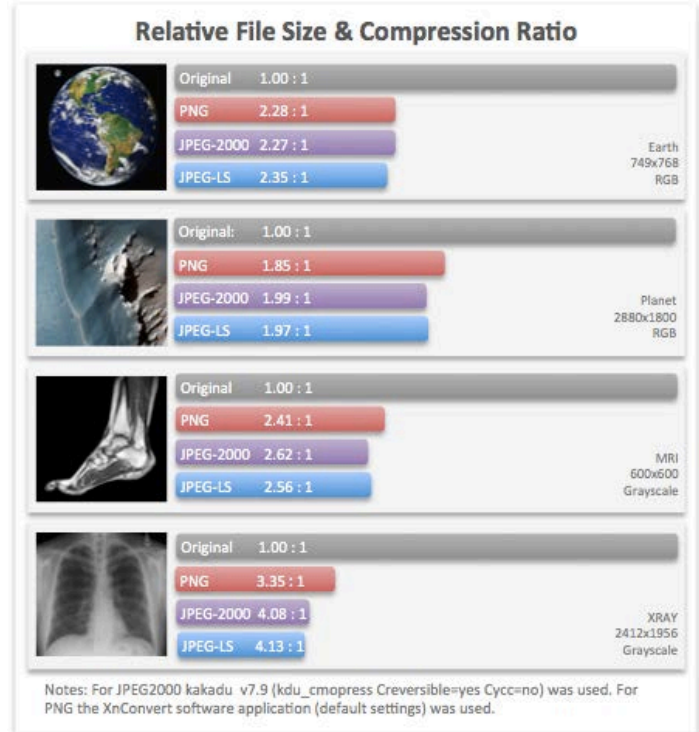 Relative File Size & Compression Ratio
Original 1.00 : 1
PNG 2.28 : 1
JPEG-2000 2.27 : 1
JPEG-LS 2.35 : 1
Earth
749x768
RGB
Original: 1.00 : 1
PNG 1.85 : 1
JPEG-2000 1.99 : 1
JPEG-LS 1.97 : 1
Planet
2880x1800
RGB
Original 1.00 : 1
PNG 2.41 : 1
JPEG-2000 2.62 : 1
JPEG-LS 2.56 : 1
MRI
600x600
Grayscale
Original 1.00 : 1
PNG 3.35 : 1
JPEG-2000 4.08 : 1
JPEG-LS 4.13 : 1
XRAY
2412x1956
Grayscale
Notes: For JPEG2000 kakadu v7.9 (kdu_cmopress Creversible=yes Cycc=no) was used. For
PNG the XnConvert software application (default settings) was used.